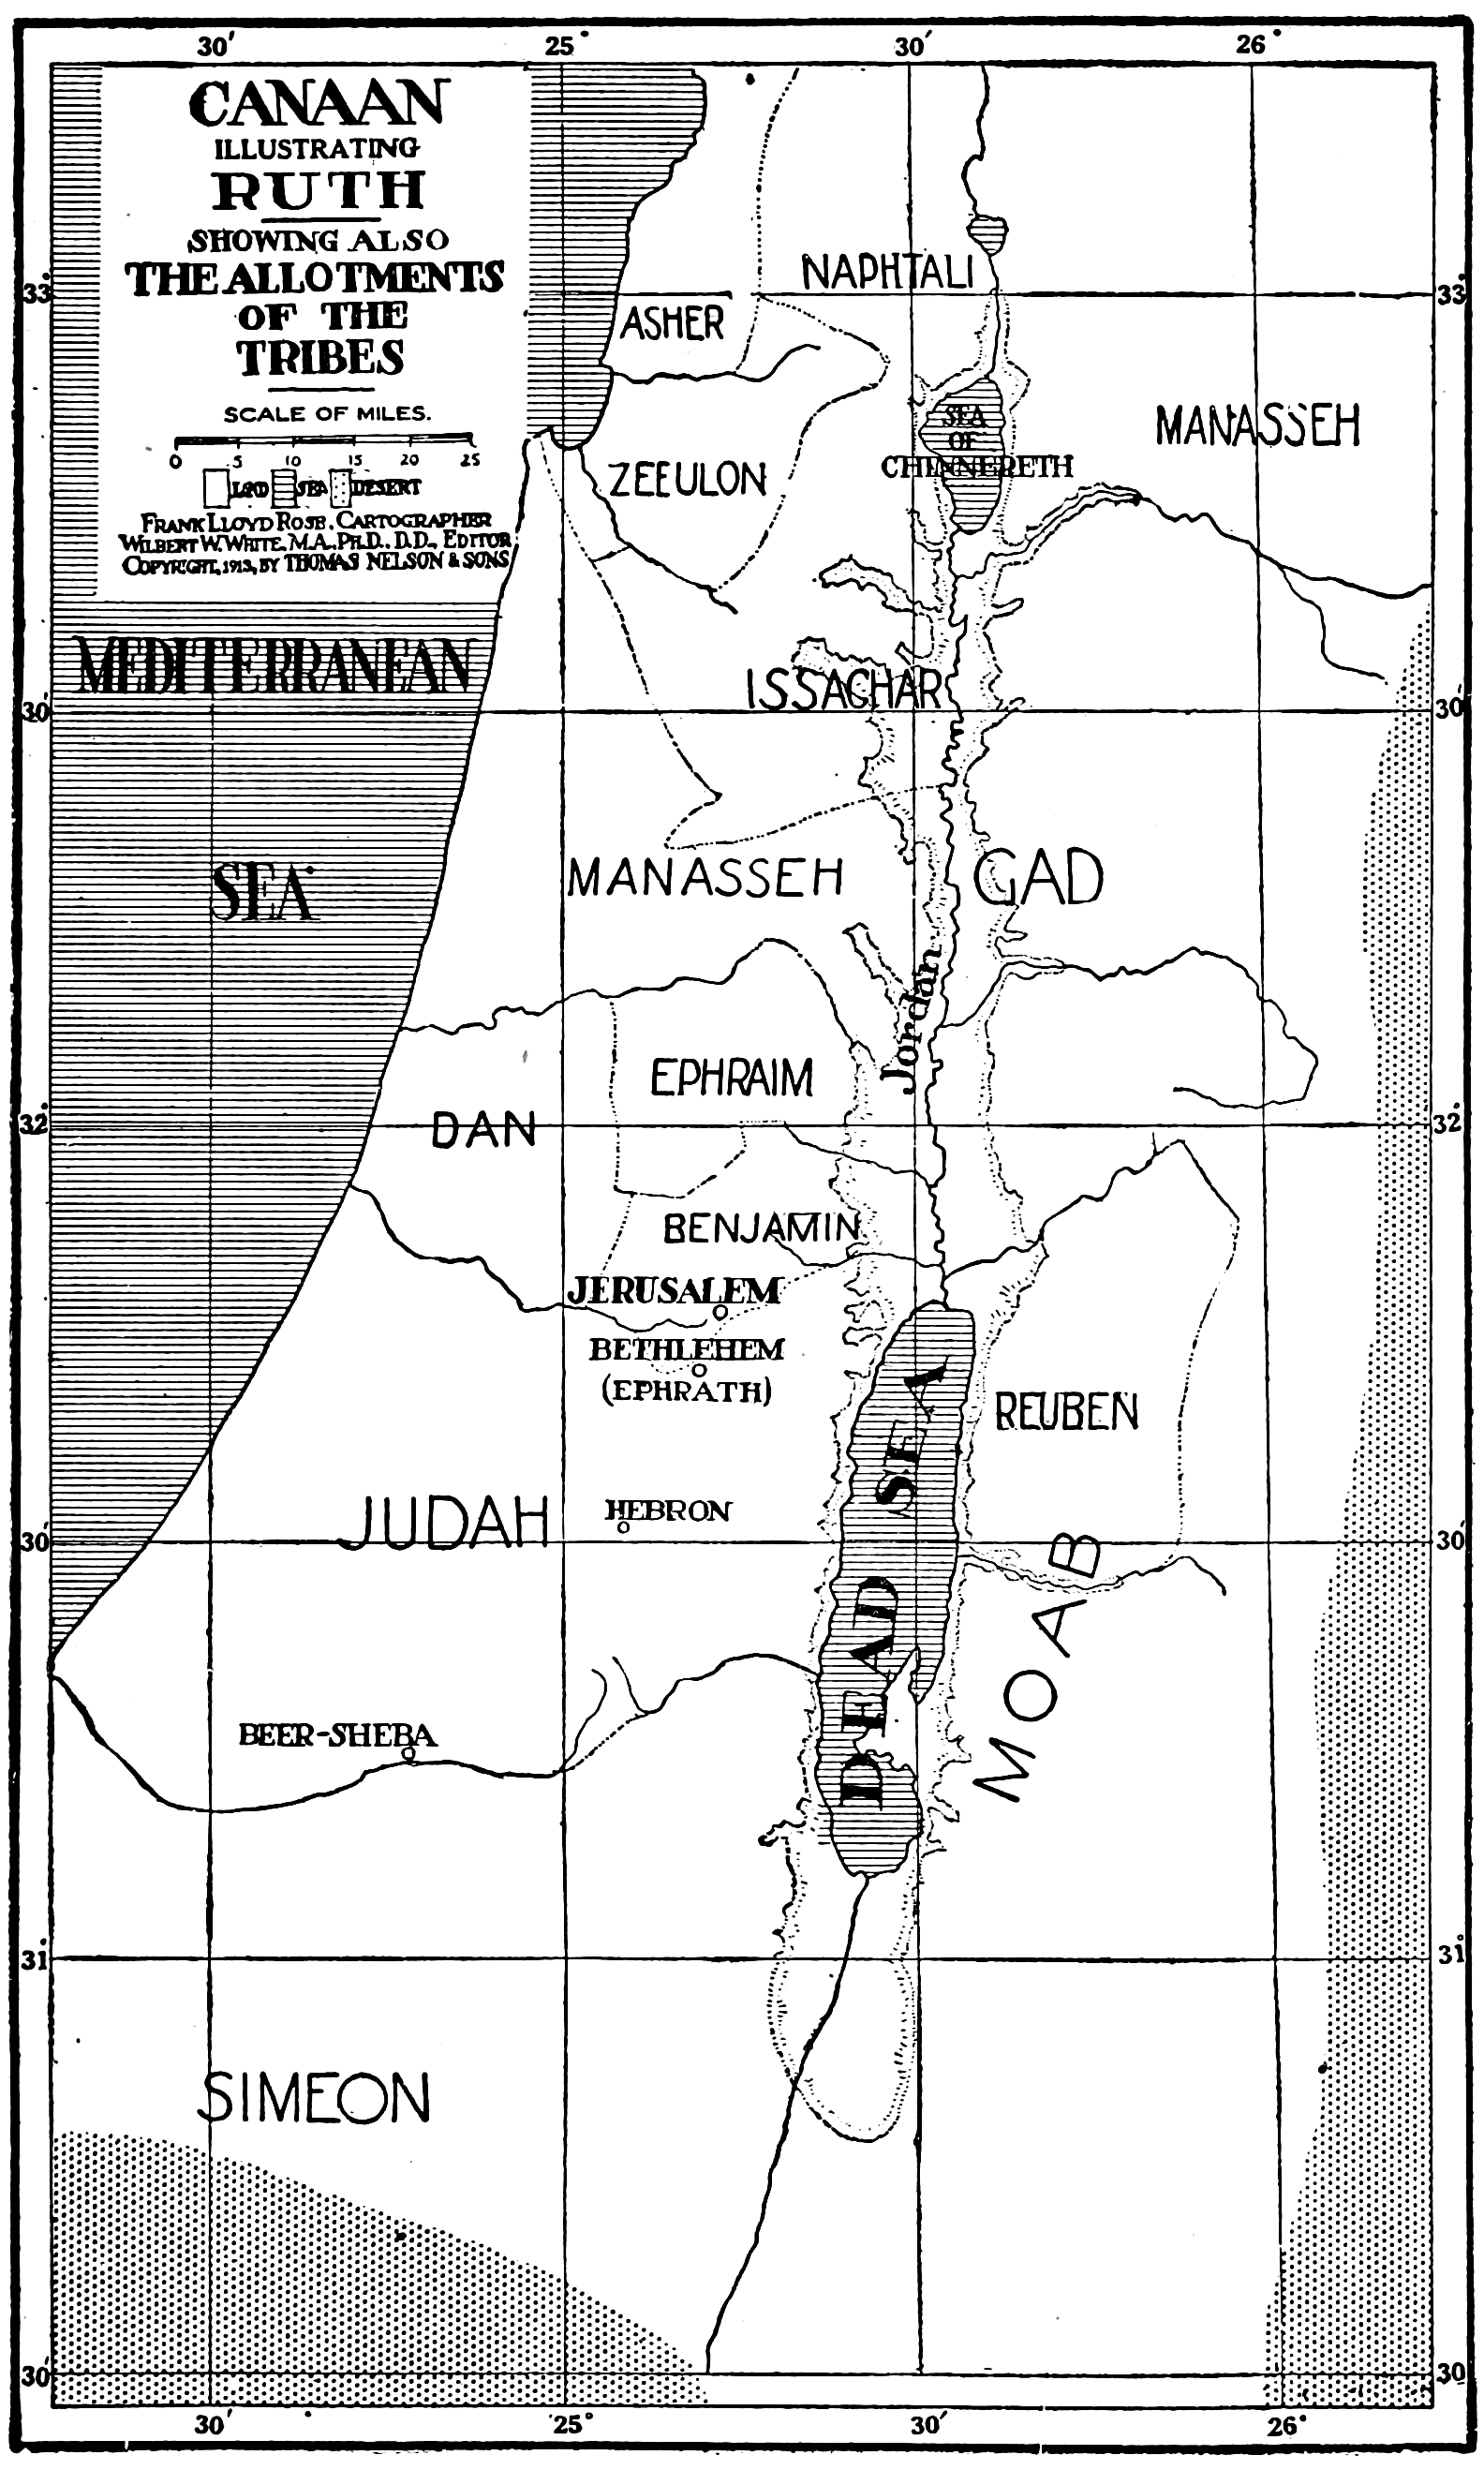 30′ 25° 30′ 26°
CANAAN
ILLUSTRATING
RUTH
SHOWING ALSO
THE ALLOTMENTS
OF THE
TRIBES
SCALE OF MILES.
0 5 10 15 20 25
LAND SEA DESERT
FRANK LLOYD ROSE, CARTOGRAPHER
WILBERT W. WHITE, M.A., PH.D., D.D., EDITOR
COPYRIGHT, 1913, BY THOMAS NELSON & SONS
NAPHTALI
33° 33°
ASHER
MANASSEH
SEA
OF
CHINNERETH
ZEEULON
MEDITERRANEAN
SEA
ISSACHAR
30′ 30′
MANASSEH
GAD
Jordan
EPHRAIM
32° 32°
DAN
BENJAMIN
JERUSALEM
BETHLEHEM
(EPHRATH)
REUBEN
DEAD SEA
HEBRON
JUDAH
30′ 30′
MOAB
BEER-SHEBA
31° 31°
SIMEON
30′ 30′
30′ 25° 30′ 26°